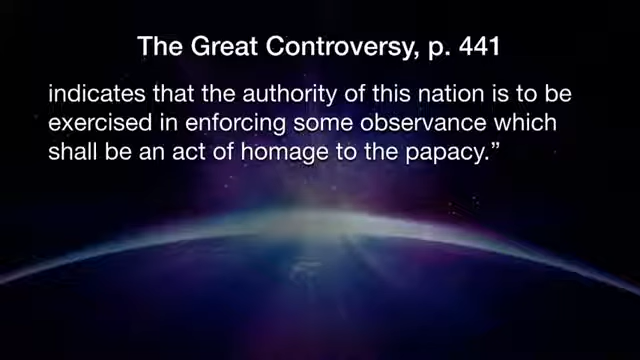 The Great Controversy, p. 441
indicates that the authority of this nation is to be
exercised in enforcing some observance which
shall be an act of homage to the papacy.”